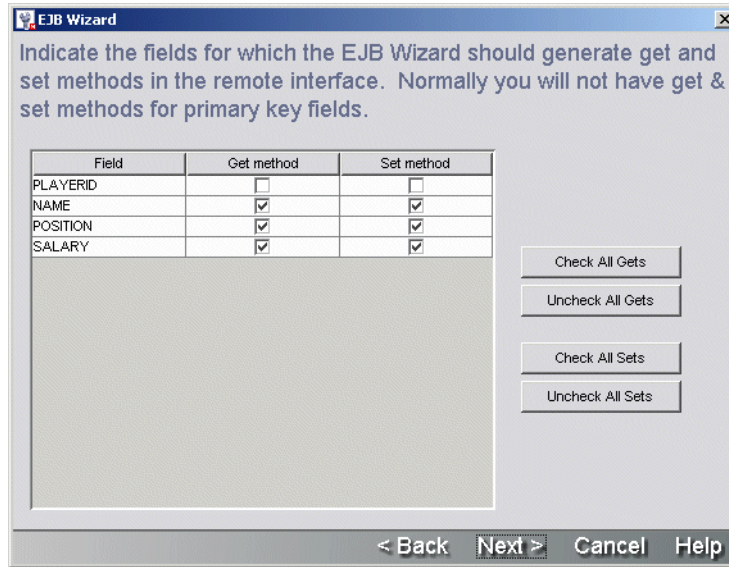 EJB Wizard
Indicate the fields for which the EJB Wizard should generate get and
set methods in the remote interface. Normally you will not have get &
set methods for primary key fields.
Field Get method Set method
PLAYERID
NAME
POSITION
SALARY
Check All Gets
Uncheck All Gets
Check All Sets
Uncheck All Sets
< Back Next > Cancel Help